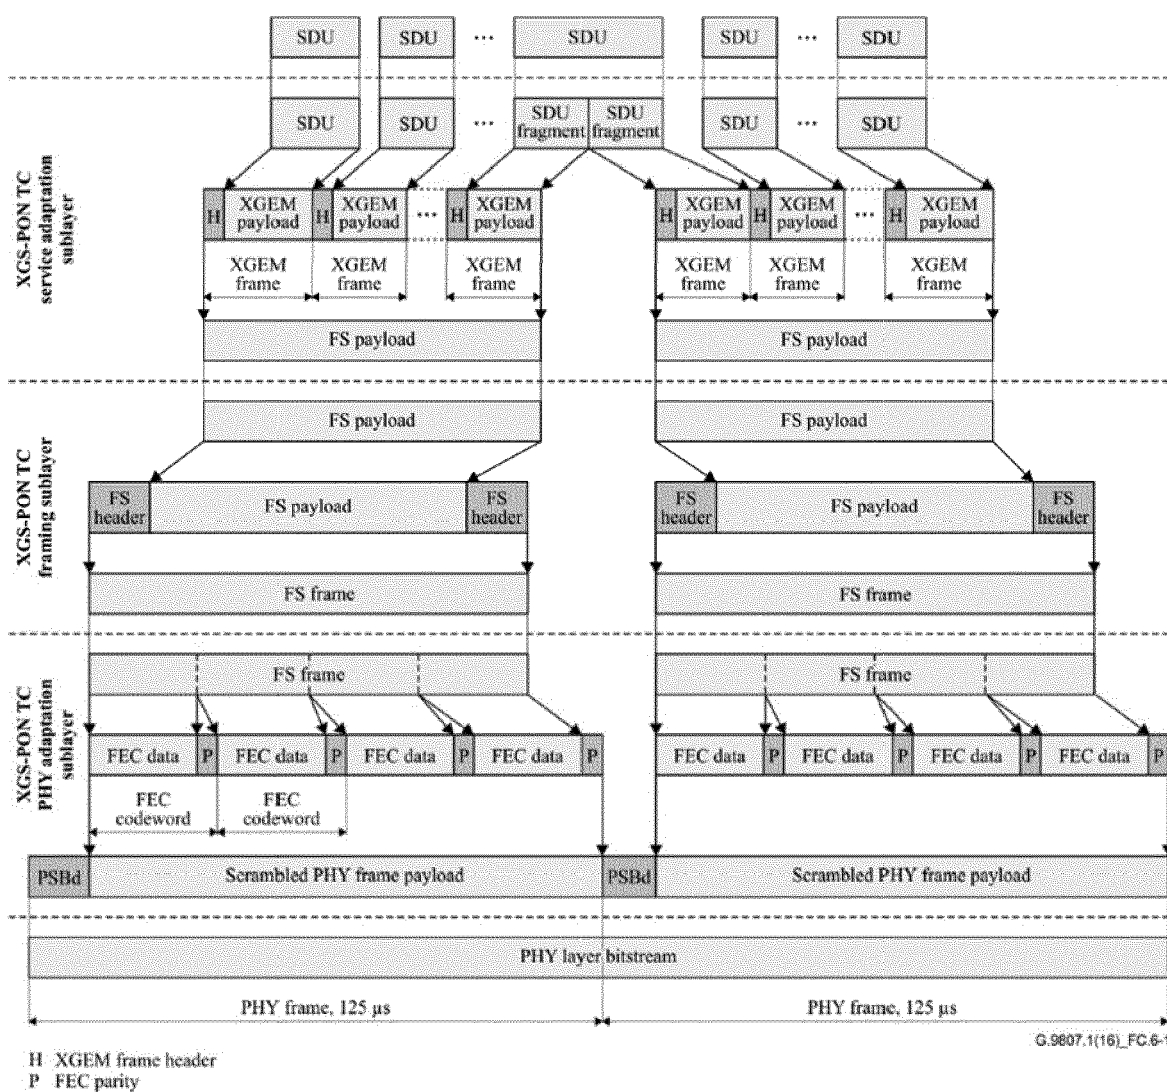 SDU SDU ... SDU SDU ... SDU
SDU SDU ... SDU fragment SDU fragment SDU ... SDU
XGS-PON TC service adaptation sublayer
H XGEM payload H XGEM payload ... H XGEM payload H XGEM payload H XGEM payload ... H XGEM payload
XGEM frame XGEM frame XGEM frame XGEM frame XGEM frame XGEM frame
FS payload FS payload
XGS-PON TC framing sublayer
FS payload FS payload
FS header FS payload FS header FS header FS payload FS header
FS frame FS frame
XGS-PON TC PHY adaptation sublayer
FS frame FS frame
FEC data P FEC data P FEC data P FEC data P FEC data P FEC data P FEC data P FEC data P
FEC codeword FEC codeword
PSBd Scrambled PHY frame payload PSBd Scrambled PHY frame payload
PHY layer bitstream
PHY frame, 125 µs PHY frame, 125 µs
G.9807.1(16)_FC.6-1
H XGEM frame header
P FEC parity